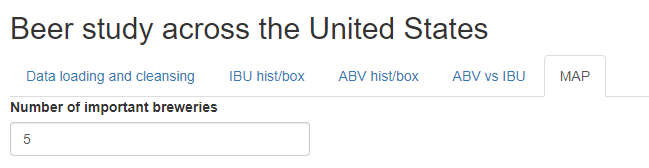 Beer study across the United States
Data loading and cleansing IBU hist/box ABV hist/box ABV vs IBU MAP
Number of important breweries
5